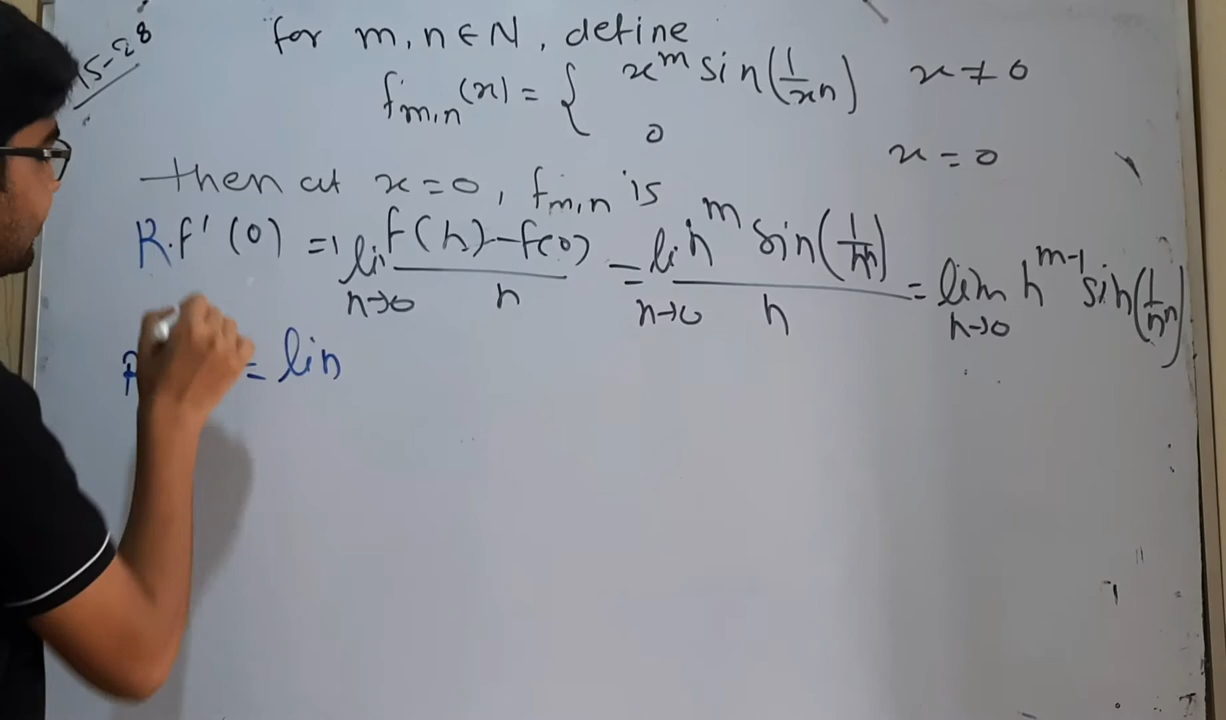 15-28
for m, n ∈ N, define
f_{m,n}(x) = { x^m sin(1/x^n) x ≠ 0
0 x = 0
then at x = 0, f_{m,n} is
R.f'(0) = lim_{h→0} (f(h) - f(0))/h = li_{h→0} (h^m sin(1/h^n))/h = lim_{h→0} h^{m-1} sin(1/h^n)
= lim